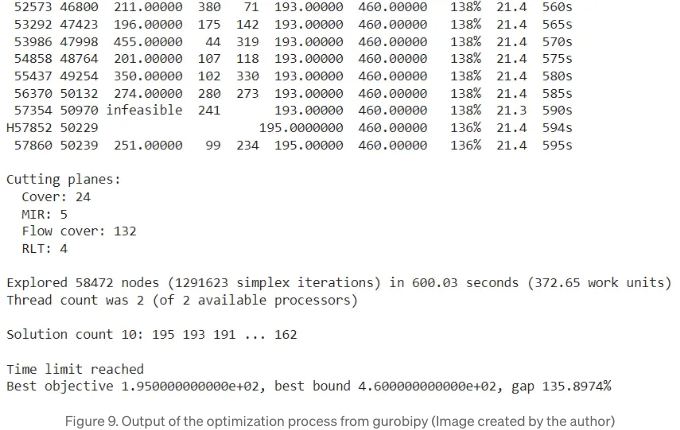 52573 46800 211.00000 380 71 193.00000 460.00000 138% 21.4 560s
53292 47423 196.00000 175 142 193.00000 460.00000 138% 21.4 565s
53986 47998 455.00000 44 319 193.00000 460.00000 138% 21.4 570s
54858 48764 201.00000 107 118 193.00000 460.00000 138% 21.4 575s
55437 49254 350.00000 102 330 193.00000 460.00000 138% 21.4 580s
56370 50132 274.00000 280 273 193.00000 460.00000 138% 21.4 585s
57354 50970 infeasible 241 193.00000 460.00000 138% 21.3 590s
H57852 50229 195.0000000 460.00000 136% 21.4 594s
57860 50239 251.00000 99 234 195.00000 460.00000 136% 21.4 595s
Cutting planes:
Cover: 24
MIR: 5
Flow cover: 132
RLT: 4
Explored 58472 nodes (1291623 simplex iterations) in 600.03 seconds (372.65 work units)
Thread count was 2 (of 2 available processors)
Solution count 10: 195 193 191 ... 162
Time limit reached
Best objective 1.950000000000e+02, best bound 4.600000000000e+02, gap 135.8974%
Figure 9. Output of the optimization process from gurobipy (Image created by the author)